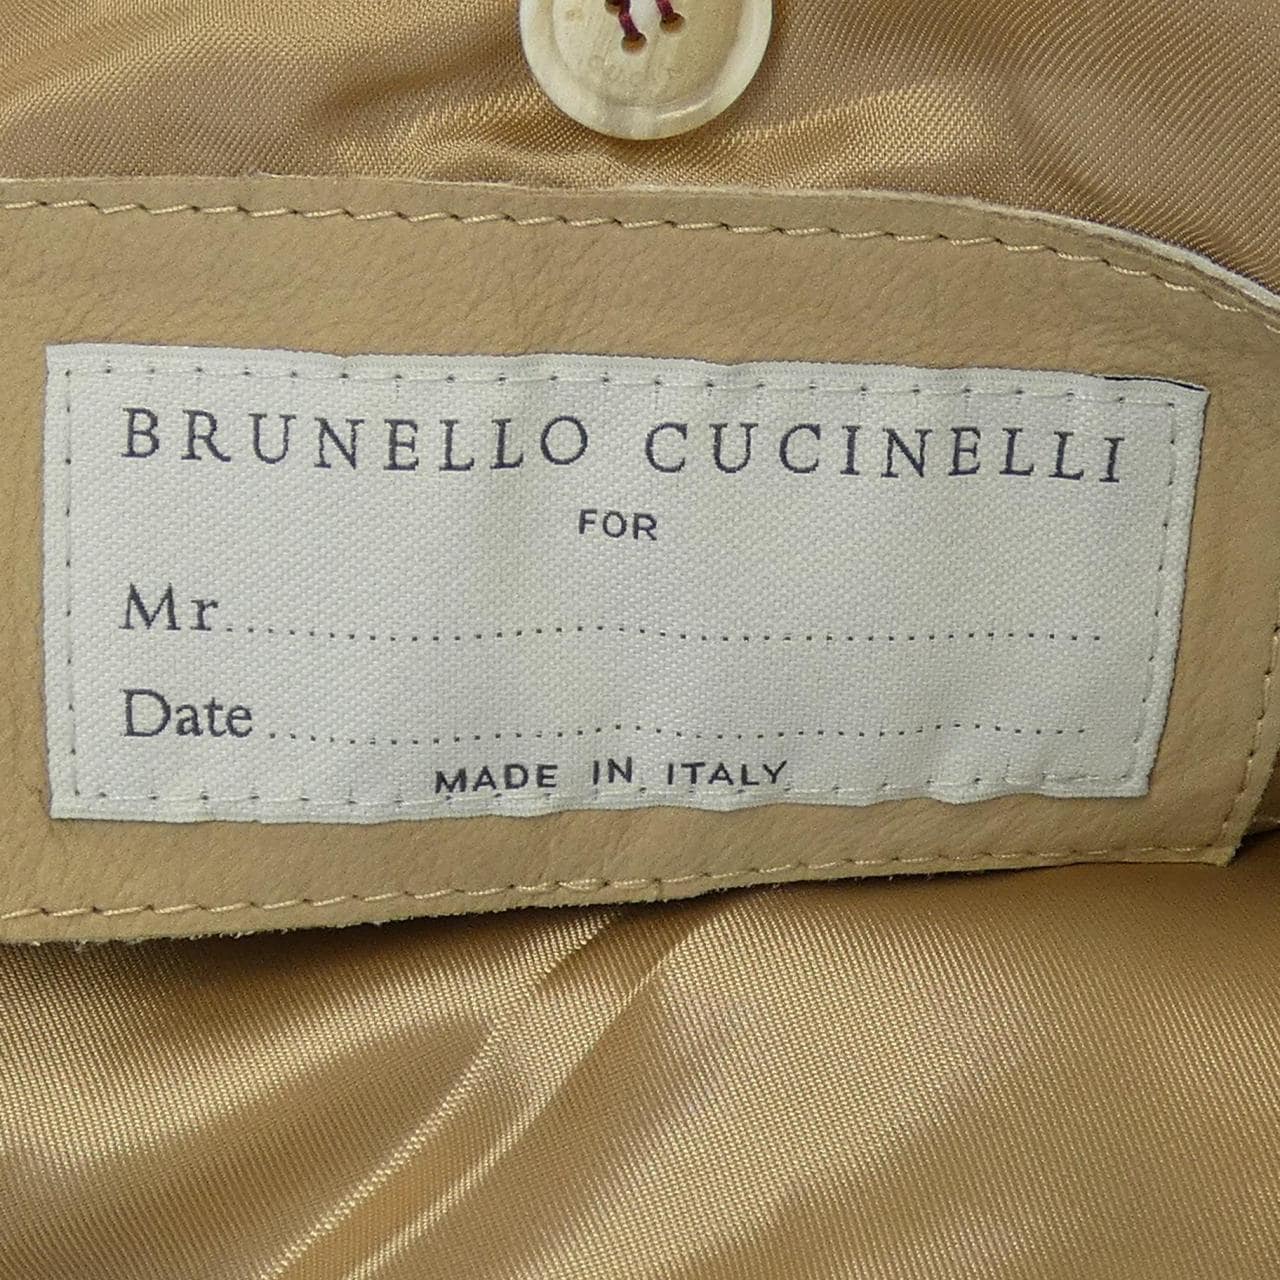 BRUNELLO CUCINELLI
FOR
Mr..............................................................
Date............................................................
MADE IN ITALY